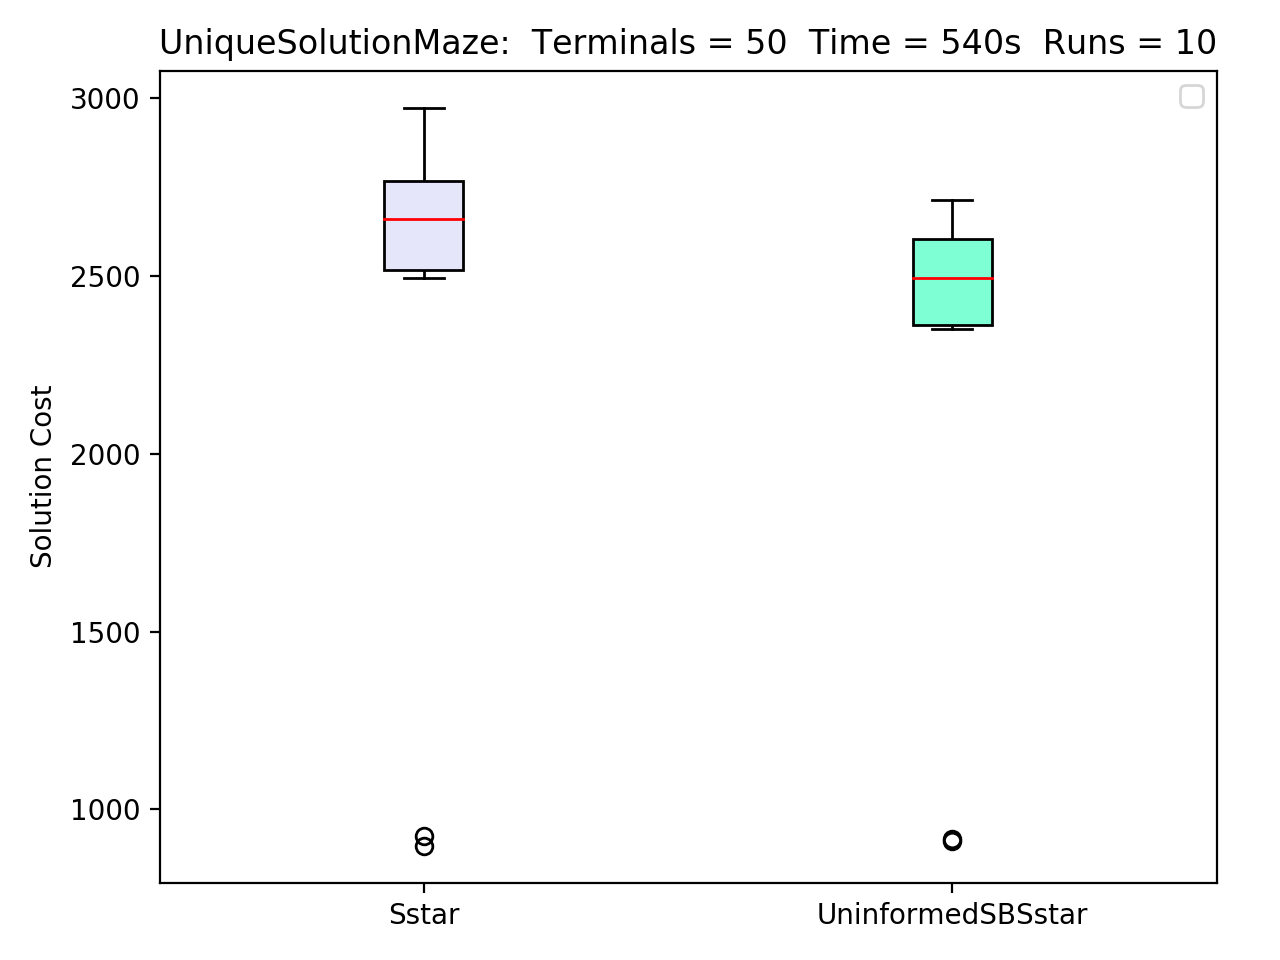 UniqueSolutionMaze:  Terminals = 50  Time = 540s  Runs = 10
3000
2500
2000
1500
1000
Solution Cost
Sstar
UninformedSBSstar